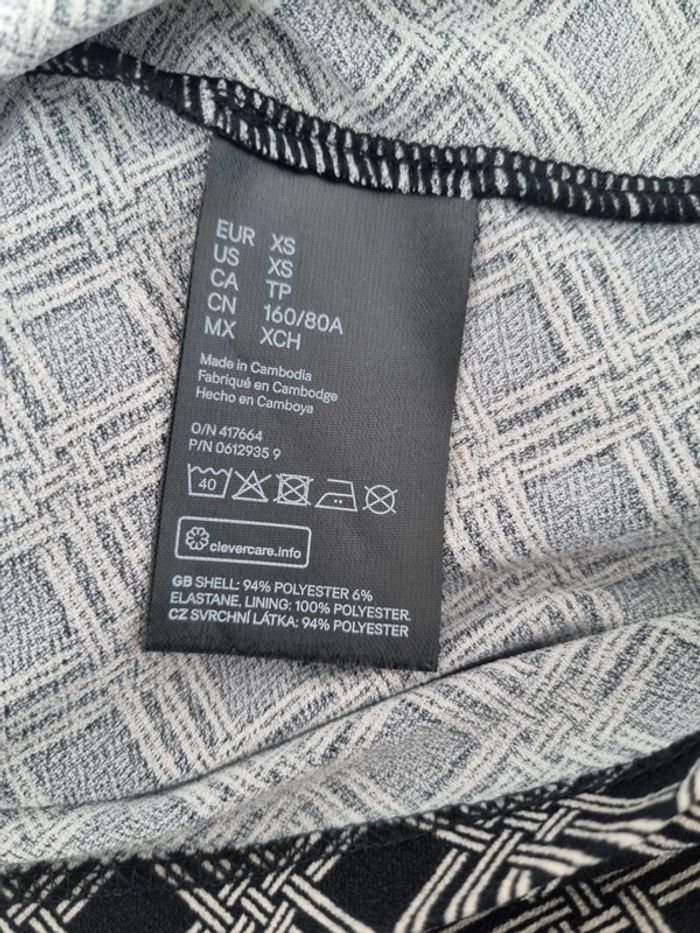 EUR XS
US XS
CA TP
CN 160/80A
MX XCH
Made in Cambodia
Fabriqué en Cambodge
Hecho en Camboya
O/N 417664
P/N 0612935 9
40
clevercare.info
GB SHELL: 94% POLYESTER 6%
ELASTANE. LINING: 100% POLYESTER.
CZ SVRCHNÍ LÁTKA: 94% POLYESTER